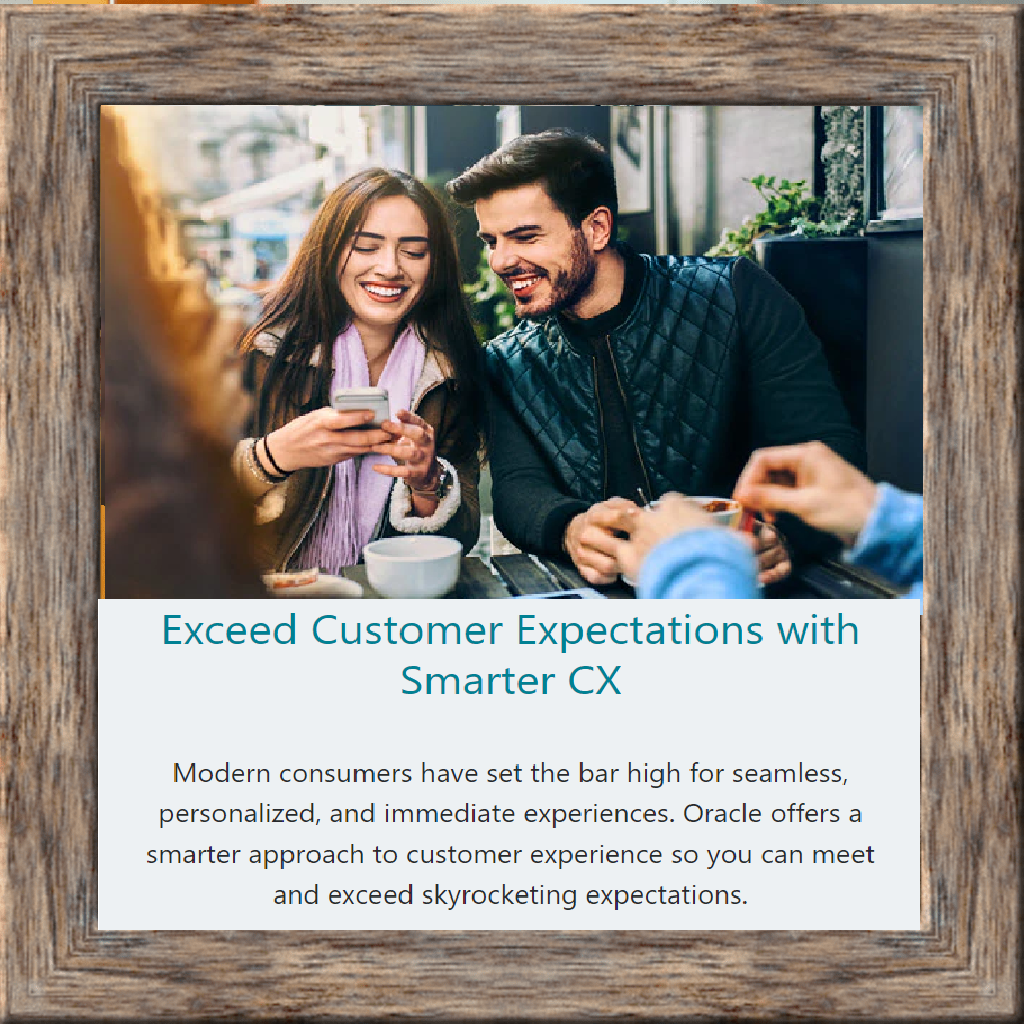 Exceed Customer Expectations with
Smarter CX
Modern consumers have set the bar high for seamless,
personalized, and immediate experiences. Oracle offers a
smarter approach to customer experience so you can meet
and exceed skyrocketing expectations.